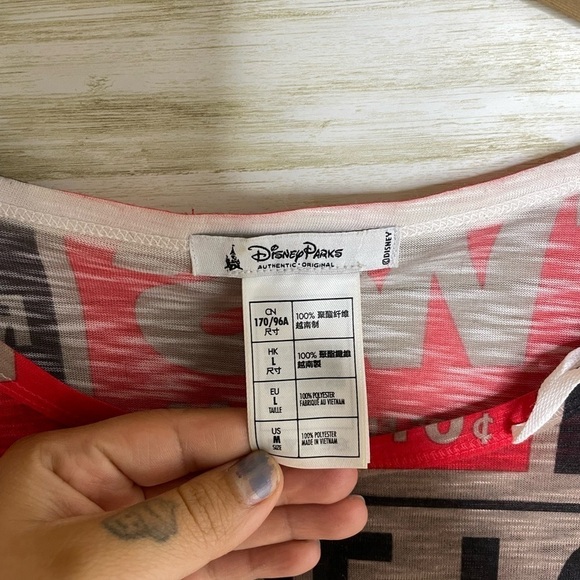 Disney Parks
AUTHENTIC · ORIGINAL
©DISNEY
CN
170/96A
尺寸
100% 聚酯纤维
越南制
HK
L
尺寸
100% 聚酯纖維
越南製
EU
L
TAILLE
100% POLYESTER
FABRIQUÉ AU VIETNAM
US
M
SIZE
100% POLYESTER
MADE IN VIETNAM